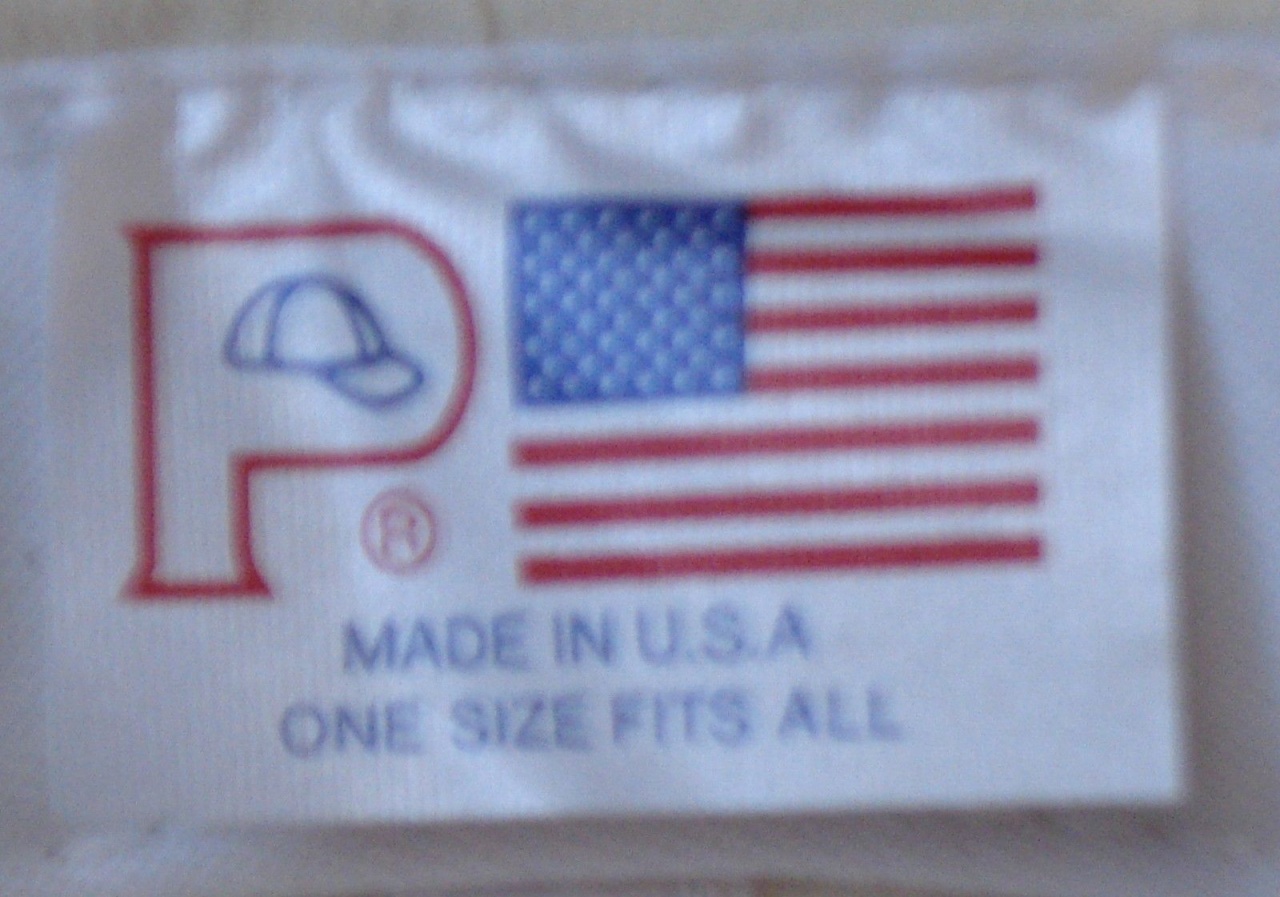 P
®
MADE IN U.S.A
ONE SIZE FITS ALL